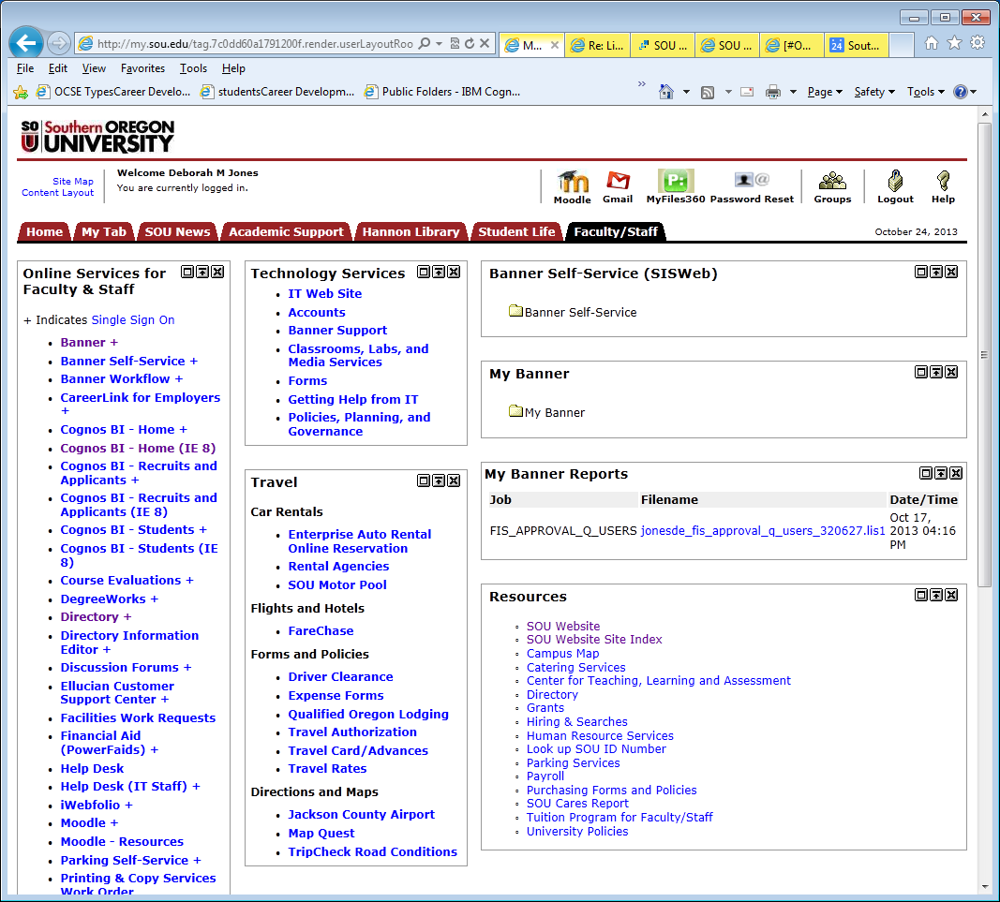 http://my.sou.edu/tag.7c0dd60a1791200f.render.userLayoutRoo
M...
Re: Li...
SOU ...
SOU ...
[#O...
24
Sout...
File Edit View Favorites Tools Help
OCSE TypesCareer Develo...
studentsCareer Developm...
Public Folders - IBM Cogn...
Page
Safety
Tools
SOU
Southern OREGON
UNIVERSITY
Site Map
Content Layout
Welcome Deborah M Jones
You are currently logged in.
Moodle
Gmail
P:
MyFiles360
Password Reset
Groups
Logout
Help
Home
My Tab
SOU News
Academic Support
Hannon Library
Student Life
Faculty/Staff
October 24, 2013
Online Services for
Faculty & Staff
+ Indicates Single Sign On
Banner +
Banner Self-Service +
Banner Workflow +
CareerLink for Employers
+
Cognos BI - Home +
Cognos BI - Home (IE 8)
Cognos BI - Recruits and
Applicants +
Cognos BI - Recruits and
Applicants (IE 8)
Cognos BI - Students +
Cognos BI - Students (IE
8)
Course Evaluations +
DegreeWorks +
Directory +
Directory Information
Editor +
Discussion Forums +
Ellucian Customer
Support Center +
Facilities Work Requests
Financial Aid
(PowerFaids) +
Help Desk
Help Desk (IT Staff) +
iWebfolio +
Moodle +
Moodle - Resources
Parking Self-Service +
Printing & Copy Services
Work Order
Technology Services
IT Web Site
Accounts
Banner Support
Classrooms, Labs, and
Media Services
Forms
Getting Help from IT
Policies, Planning, and
Governance
Travel
Car Rentals
Enterprise Auto Rental
Online Reservation
Rental Agencies
SOU Motor Pool
Flights and Hotels
FareChase
Forms and Policies
Driver Clearance
Expense Forms
Qualified Oregon Lodging
Travel Authorization
Travel Card/Advances
Travel Rates
Directions and Maps
Jackson County Airport
Map Quest
TripCheck Road Conditions
Banner Self-Service (SISWeb)
Banner Self-Service
My Banner
My Banner
My Banner Reports
Job Filename Date/Time
FIS_APPROVAL_Q_USERS jonesde_fis_approval_q_users_320627.lis1 Oct 17,
2013 04:16
PM
Resources
SOU Website
SOU Website Site Index
Campus Map
Catering Services
Center for Teaching, Learning and Assessment
Directory
Grants
Hiring & Searches
Human Resource Services
Look up SOU ID Number
Parking Services
Payroll
Purchasing Forms and Policies
SOU Cares Report
Tuition Program for Faculty/Staff
University Policies